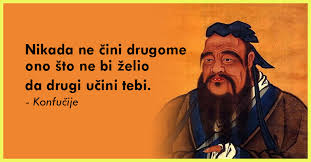 Nikada ne čini drugome
ono što ne bi želio
da drugi učini tebi.
- Konfučije